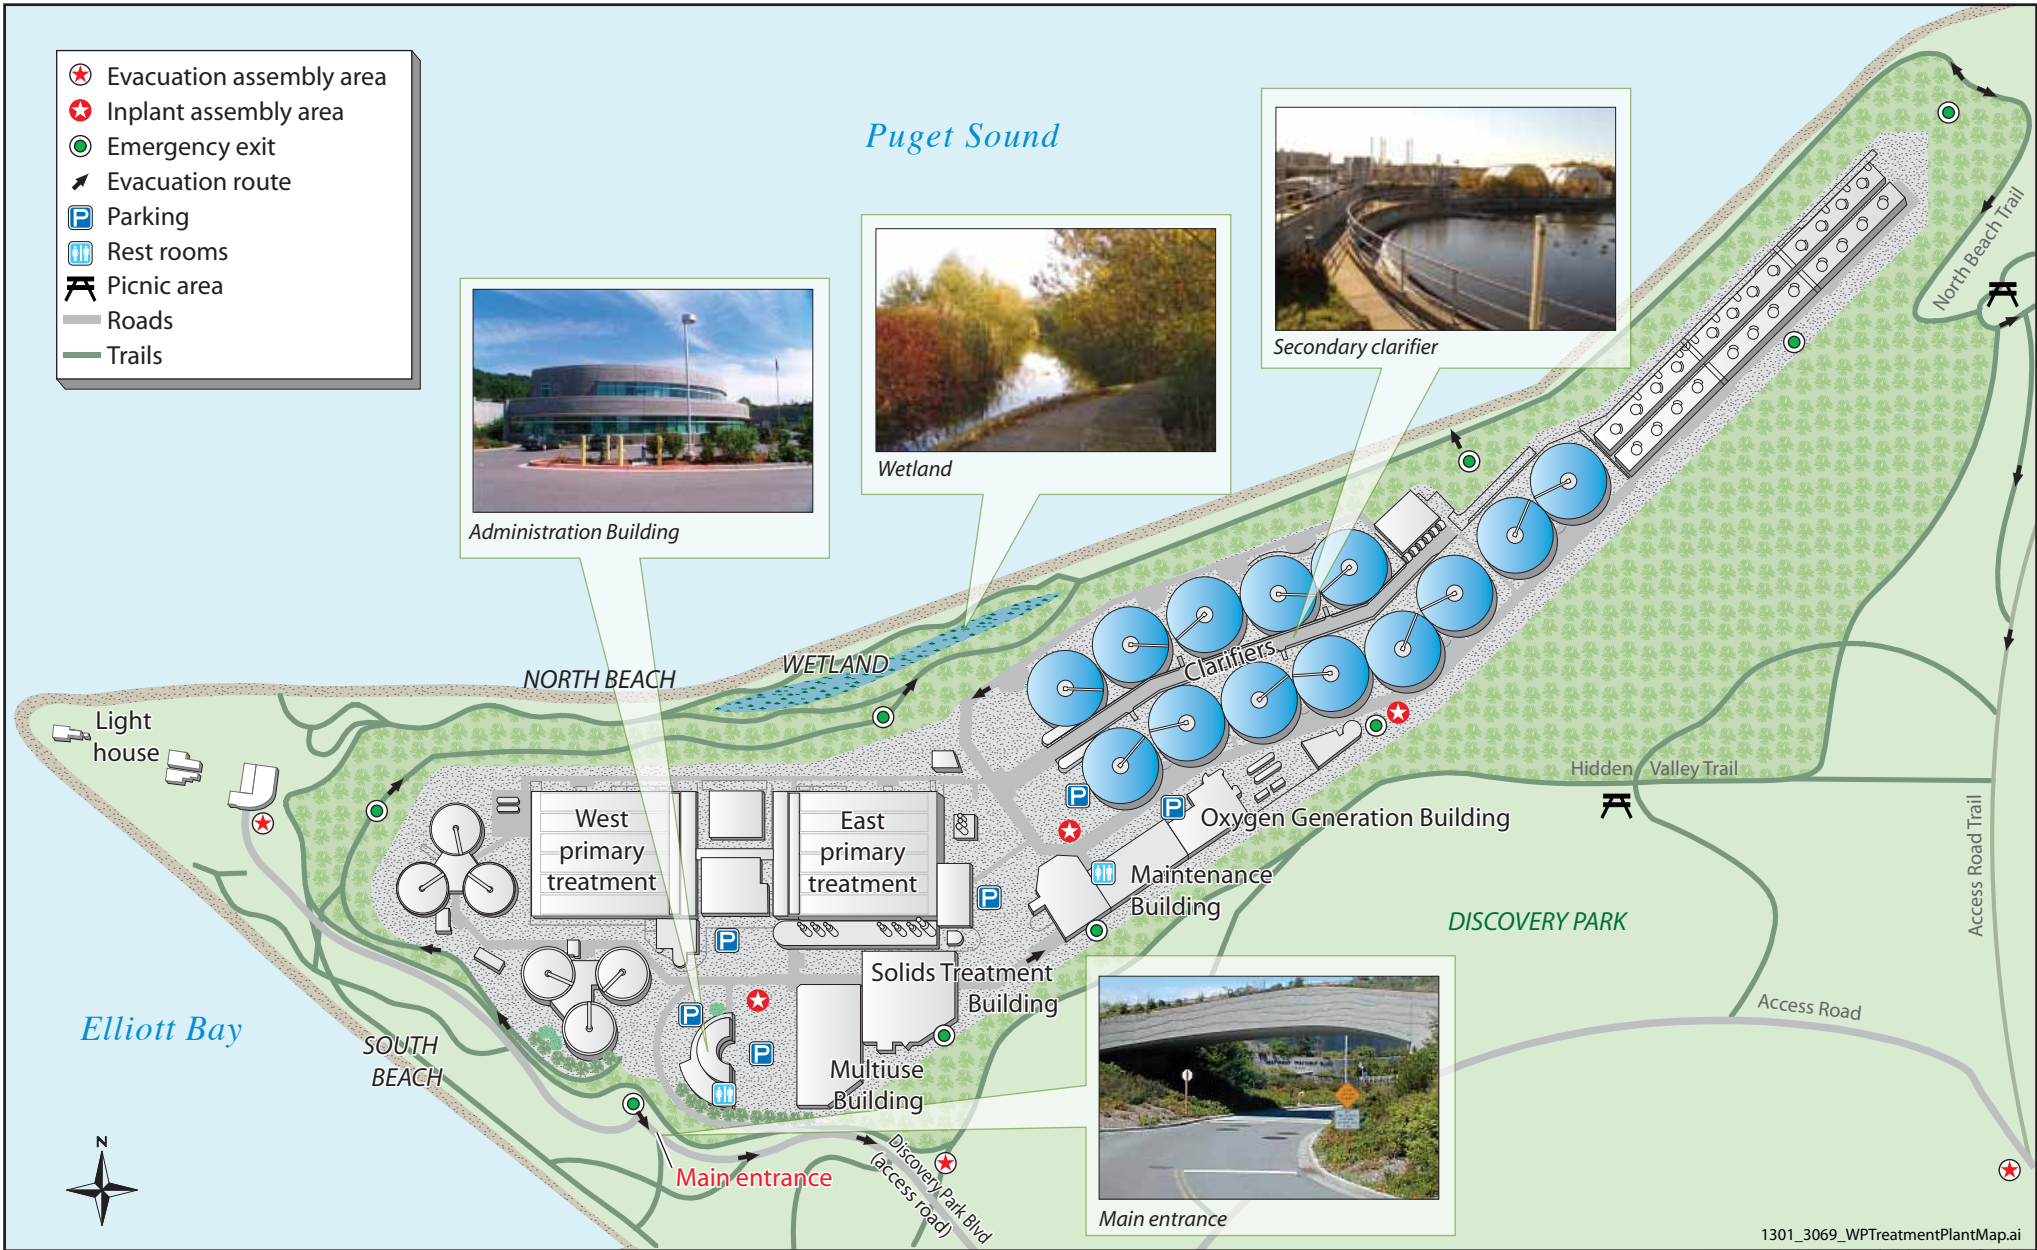 Evacuation assembly area
Inplant assembly area
Emergency exit
Evacuation route
P Parking
Rest rooms
Picnic area
Roads
Trails
Puget Sound
Administration Building
Wetland
Secondary clarifier
North Beach Trail
NORTH BEACH
WETLAND
Clarifiers
Light
house
West
primary
treatment
East
primary
treatment
P
P
P
P
P
P
Oxygen Generation Building
Maintenance
Building
Hidden Valley Trail
Access Road Trail
DISCOVERY PARK
Solids Treatment
Building
Multiuse
Building
Access Road
Elliott Bay
SOUTH
BEACH
N
Main entrance
Discovery Park Blvd
(access road)
Main entrance
1301_3069_WPTreatmentPlantMap.ai